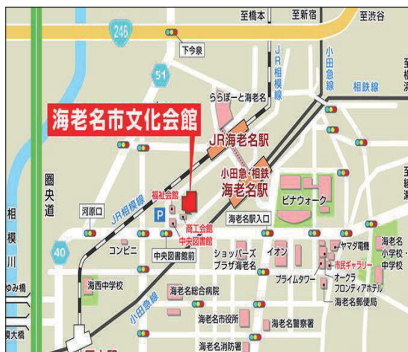 至橋本
至新宿
至渋谷
246
下今泉
51
JR相模線
小田急線
相鉄線
ららぽーと海老名
海老名市文化会館
JR海老名駅
小田急・相鉄
海老名駅
圏央道
相模川
福祉会館
河原口
JR相模線
P
商工会館
中央図書館
海老名駅入口
ビナウォーク
40
コンビニ
中央図書館前
ショッパーズ
プラザ海老名
イオン
ヤマダ電機
市民ギャラリー
プライムタワー
オークラ
フロンティアホテル
海老名郵便局
海老名
小学校・
中学校
海西中学校
小田急線
海老名総合病院
海老名市役所
海老名警察署
海老名消防署